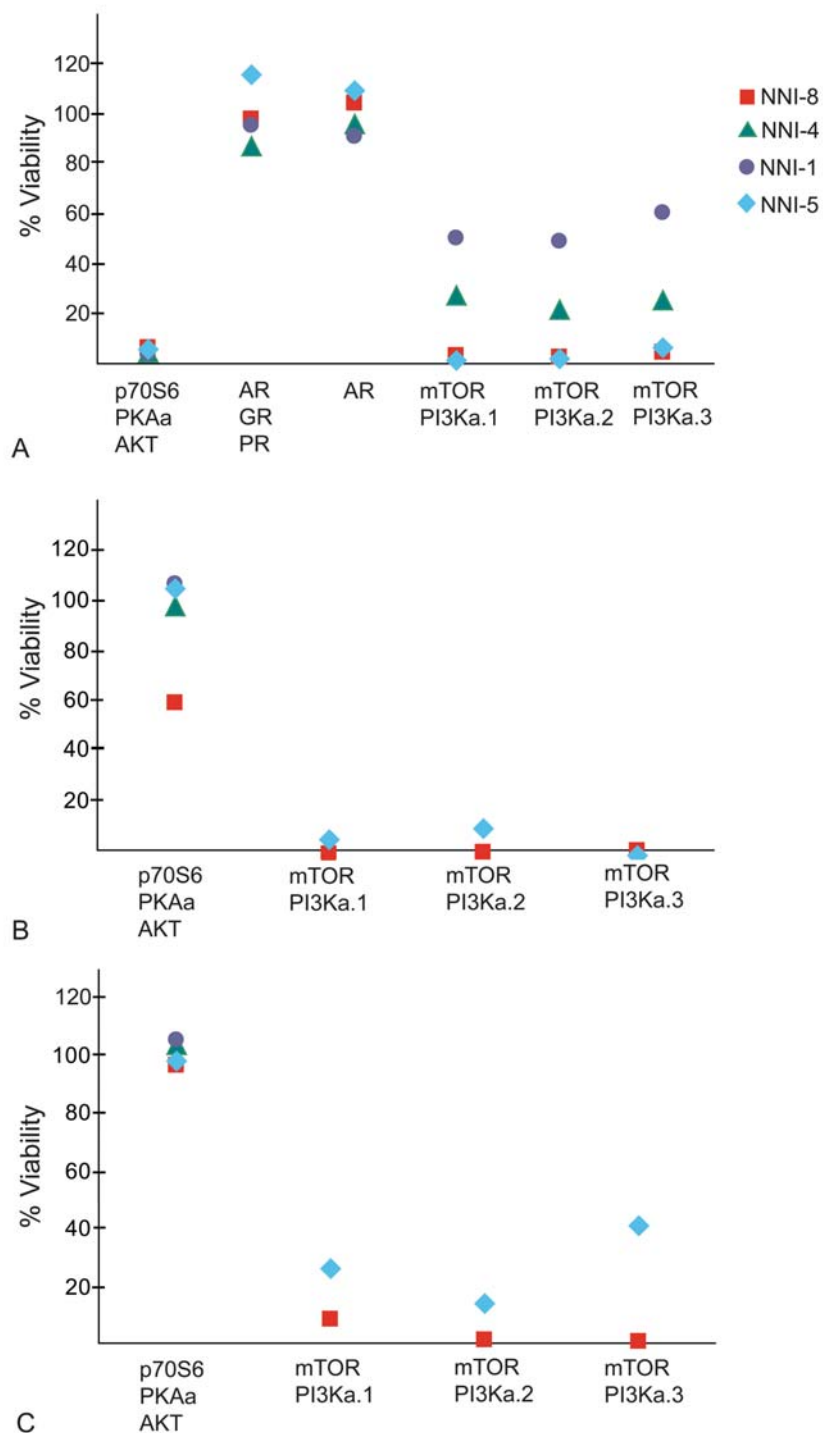 120
100
80
60
40
20
% Viability
NNI-8
NNI-4
NNI-1
NNI-5
p70S6
PKAa
AKT
AR
GR
PR
AR
mTOR
PI3Ka.1
mTOR
PI3Ka.2
mTOR
PI3Ka.3
A
120
100
80
60
40
20
% Viability
p70S6
PKAa
AKT
mTOR
PI3Ka.1
mTOR
PI3Ka.2
mTOR
PI3Ka.3
B
120
100
80
60
40
20
% Viability
p70S6
PKAa
AKT
mTOR
PI3Ka.1
mTOR
PI3Ka.2
mTOR
PI3Ka.3
C